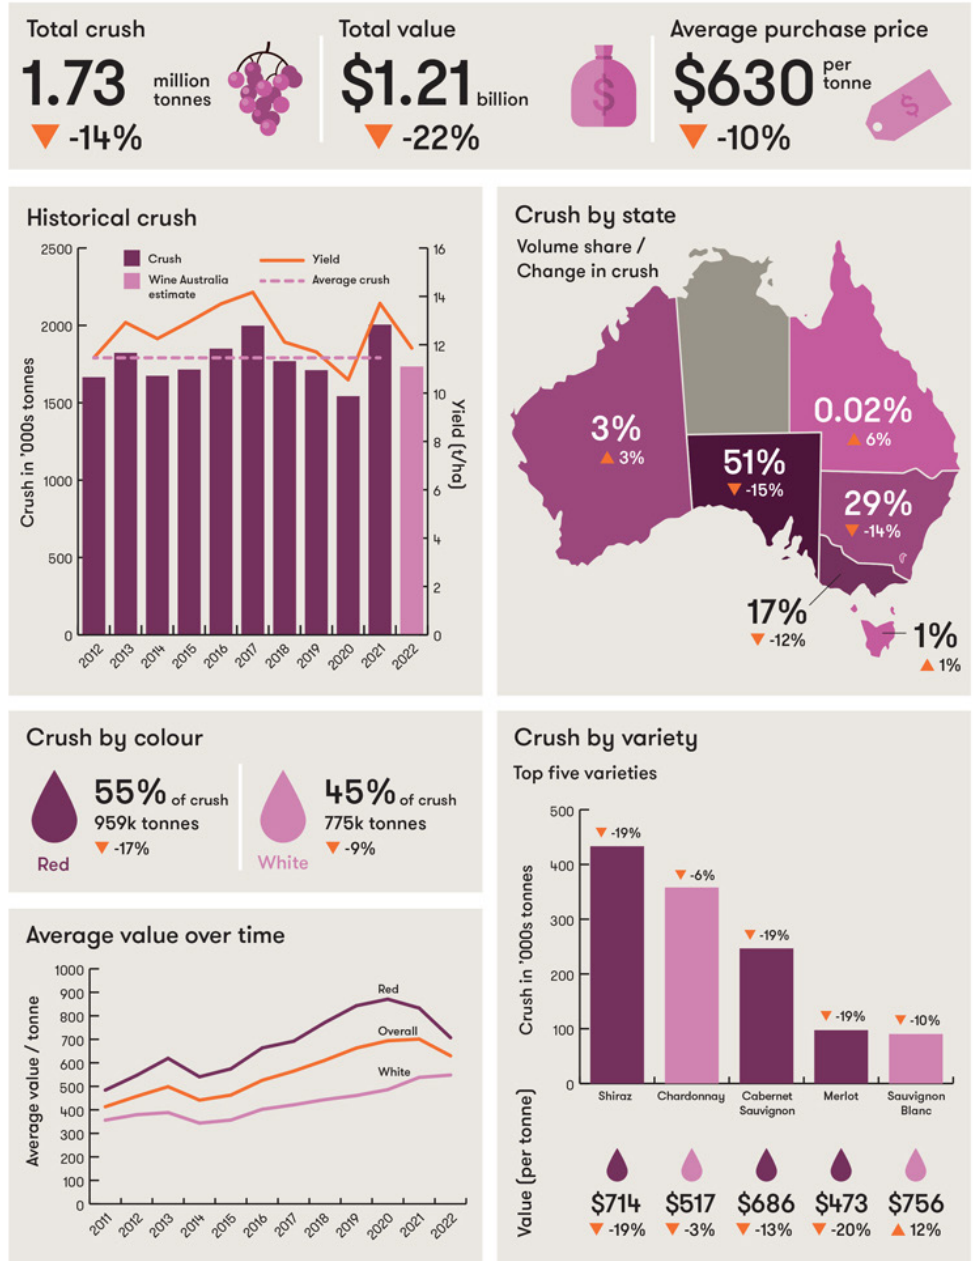 Total crush
1.73 million tonnes
-14%
Total value
$1.21 billion
-22%
Average purchase price
$630 per tonne
-10%
Historical crush
Crush
Wine Australia
estimate
Yield
Average crush
Crush in '000s tonnes
2500
2000
1500
1000
500
0
Yield (t/ha)
16
14
12
10
8
6
4
2
0
2012
2013
2014
2015
2016
2017
2018
2019
2020
2021
2022
Crush by state
Volume share /
Change in crush
3%
3%
51%
-15%
0.02%
6%
29%
-14%
17%
-12%
1%
1%
Crush by colour
Red
55% of crush
959k tonnes
-17%
White
45% of crush
775k tonnes
-9%
Average value over time
Average value / tonne
1000
900
800
700
600
500
400
300
200
100
0
Red
Overall
White
2011
2012
2013
2014
2015
2016
2017
2018
2019
2020
2021
2022
Crush by variety
Top five varieties
Crush in '000s tonnes
500
400
300
200
100
0
-19%
-6%
-19%
-19%
-10%
Shiraz
Chardonnay
Cabernet
Sauvignon
Merlot
Sauvignon
Blanc
Value (per tonne)
$714
$517
$686
$473
$756
-19%
-3%
-13%
-20%
12%